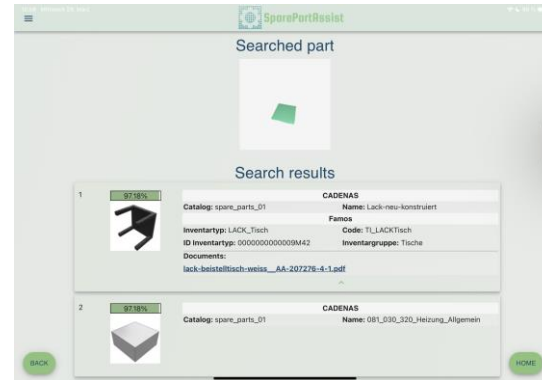 SparePartAssist
Searched part
Search results
1
97.18%
CADENAS
Catalog: spare_parts_01 Name: Lack-neu-konstruiert
Famos
Inventartyp: LACK_Tisch Code: TI_LACKTisch
ID Inventartyp: 0000000000009M42 Inventargruppe: Tische
Documents:
lack-beistelltisch-weiss__AA-207276-4-1.pdf
2
97.18%
CADENAS
Catalog: spare_parts_01 Name: 081_030_320_Heizung_Allgemein
BACK
HOME